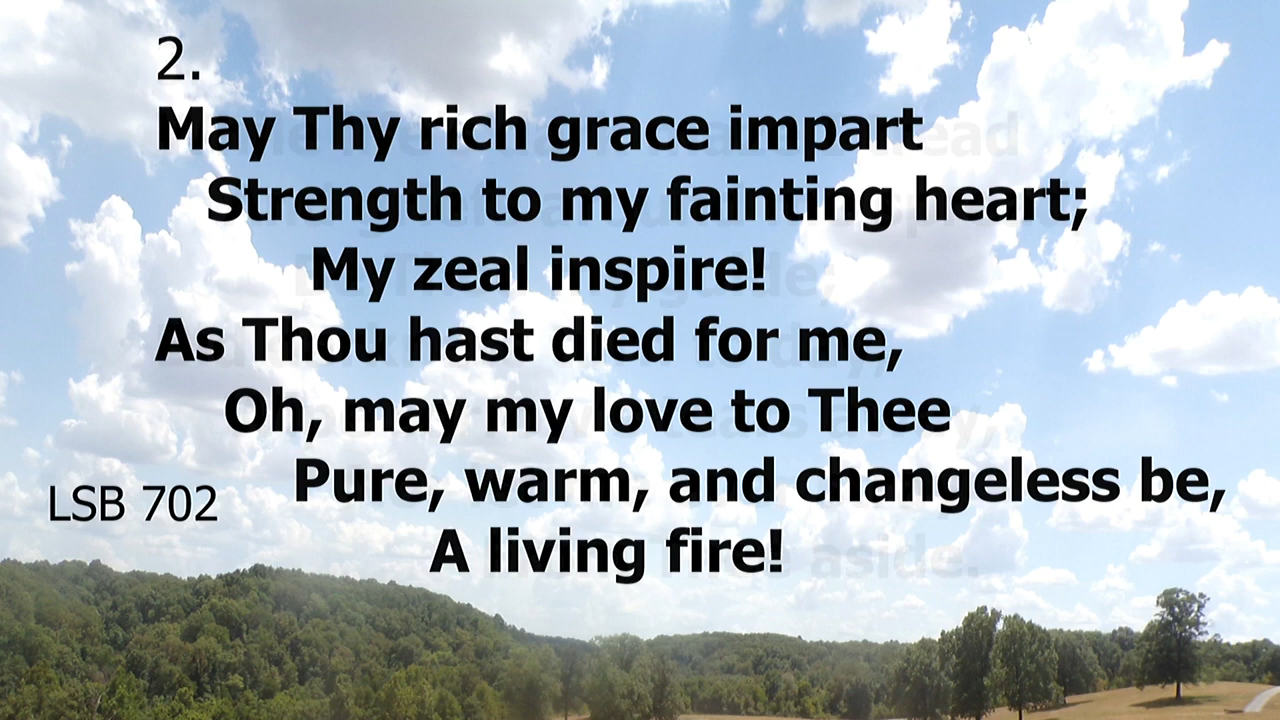 2.
May Thy rich grace impart
Strength to my fainting heart;
My zeal inspire!
As Thou hast died for me,
Oh, may my love to Thee
Pure, warm, and changeless be,
LSB 702
A living fire!